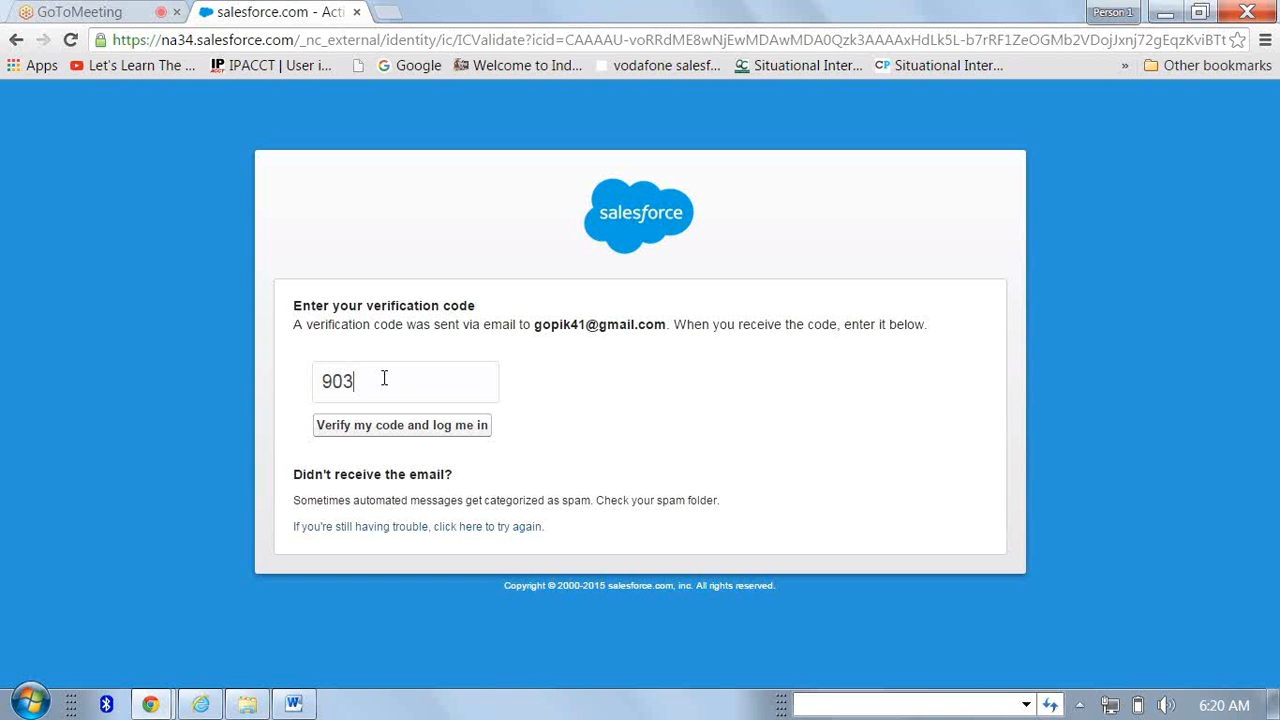 GoToMeeting
salesforce.com - Acti
Person 1
https://na34.salesforce.com/_nc_external/identity/ic/ICValidate?icid=CAAAAU-voRRdME8wNjEwMDAwMDA0Qzk3AAAAxHdLk5L-b7rRF1ZeOGMb2VDojJxnj72gEqzKiBYTt
Apps
Let's Learn The ...
IPACCT | User i...
Google
Welcome to Ind...
vodafone salesf...
Situational Inter...
CP Situational Inter...
»
Other bookmarks
salesforce
Enter your verification code
A verification code was sent via email to gopik41@gmail.com. When you receive the code, enter it below.
903
Verify my code and log me in
Didn't receive the email?
Sometimes automated messages get categorized as spam. Check your spam folder.
If you're still having trouble, click here to try again.
Copyright © 2000-2015 salesforce.com, inc. All rights reserved.
6:20 AM